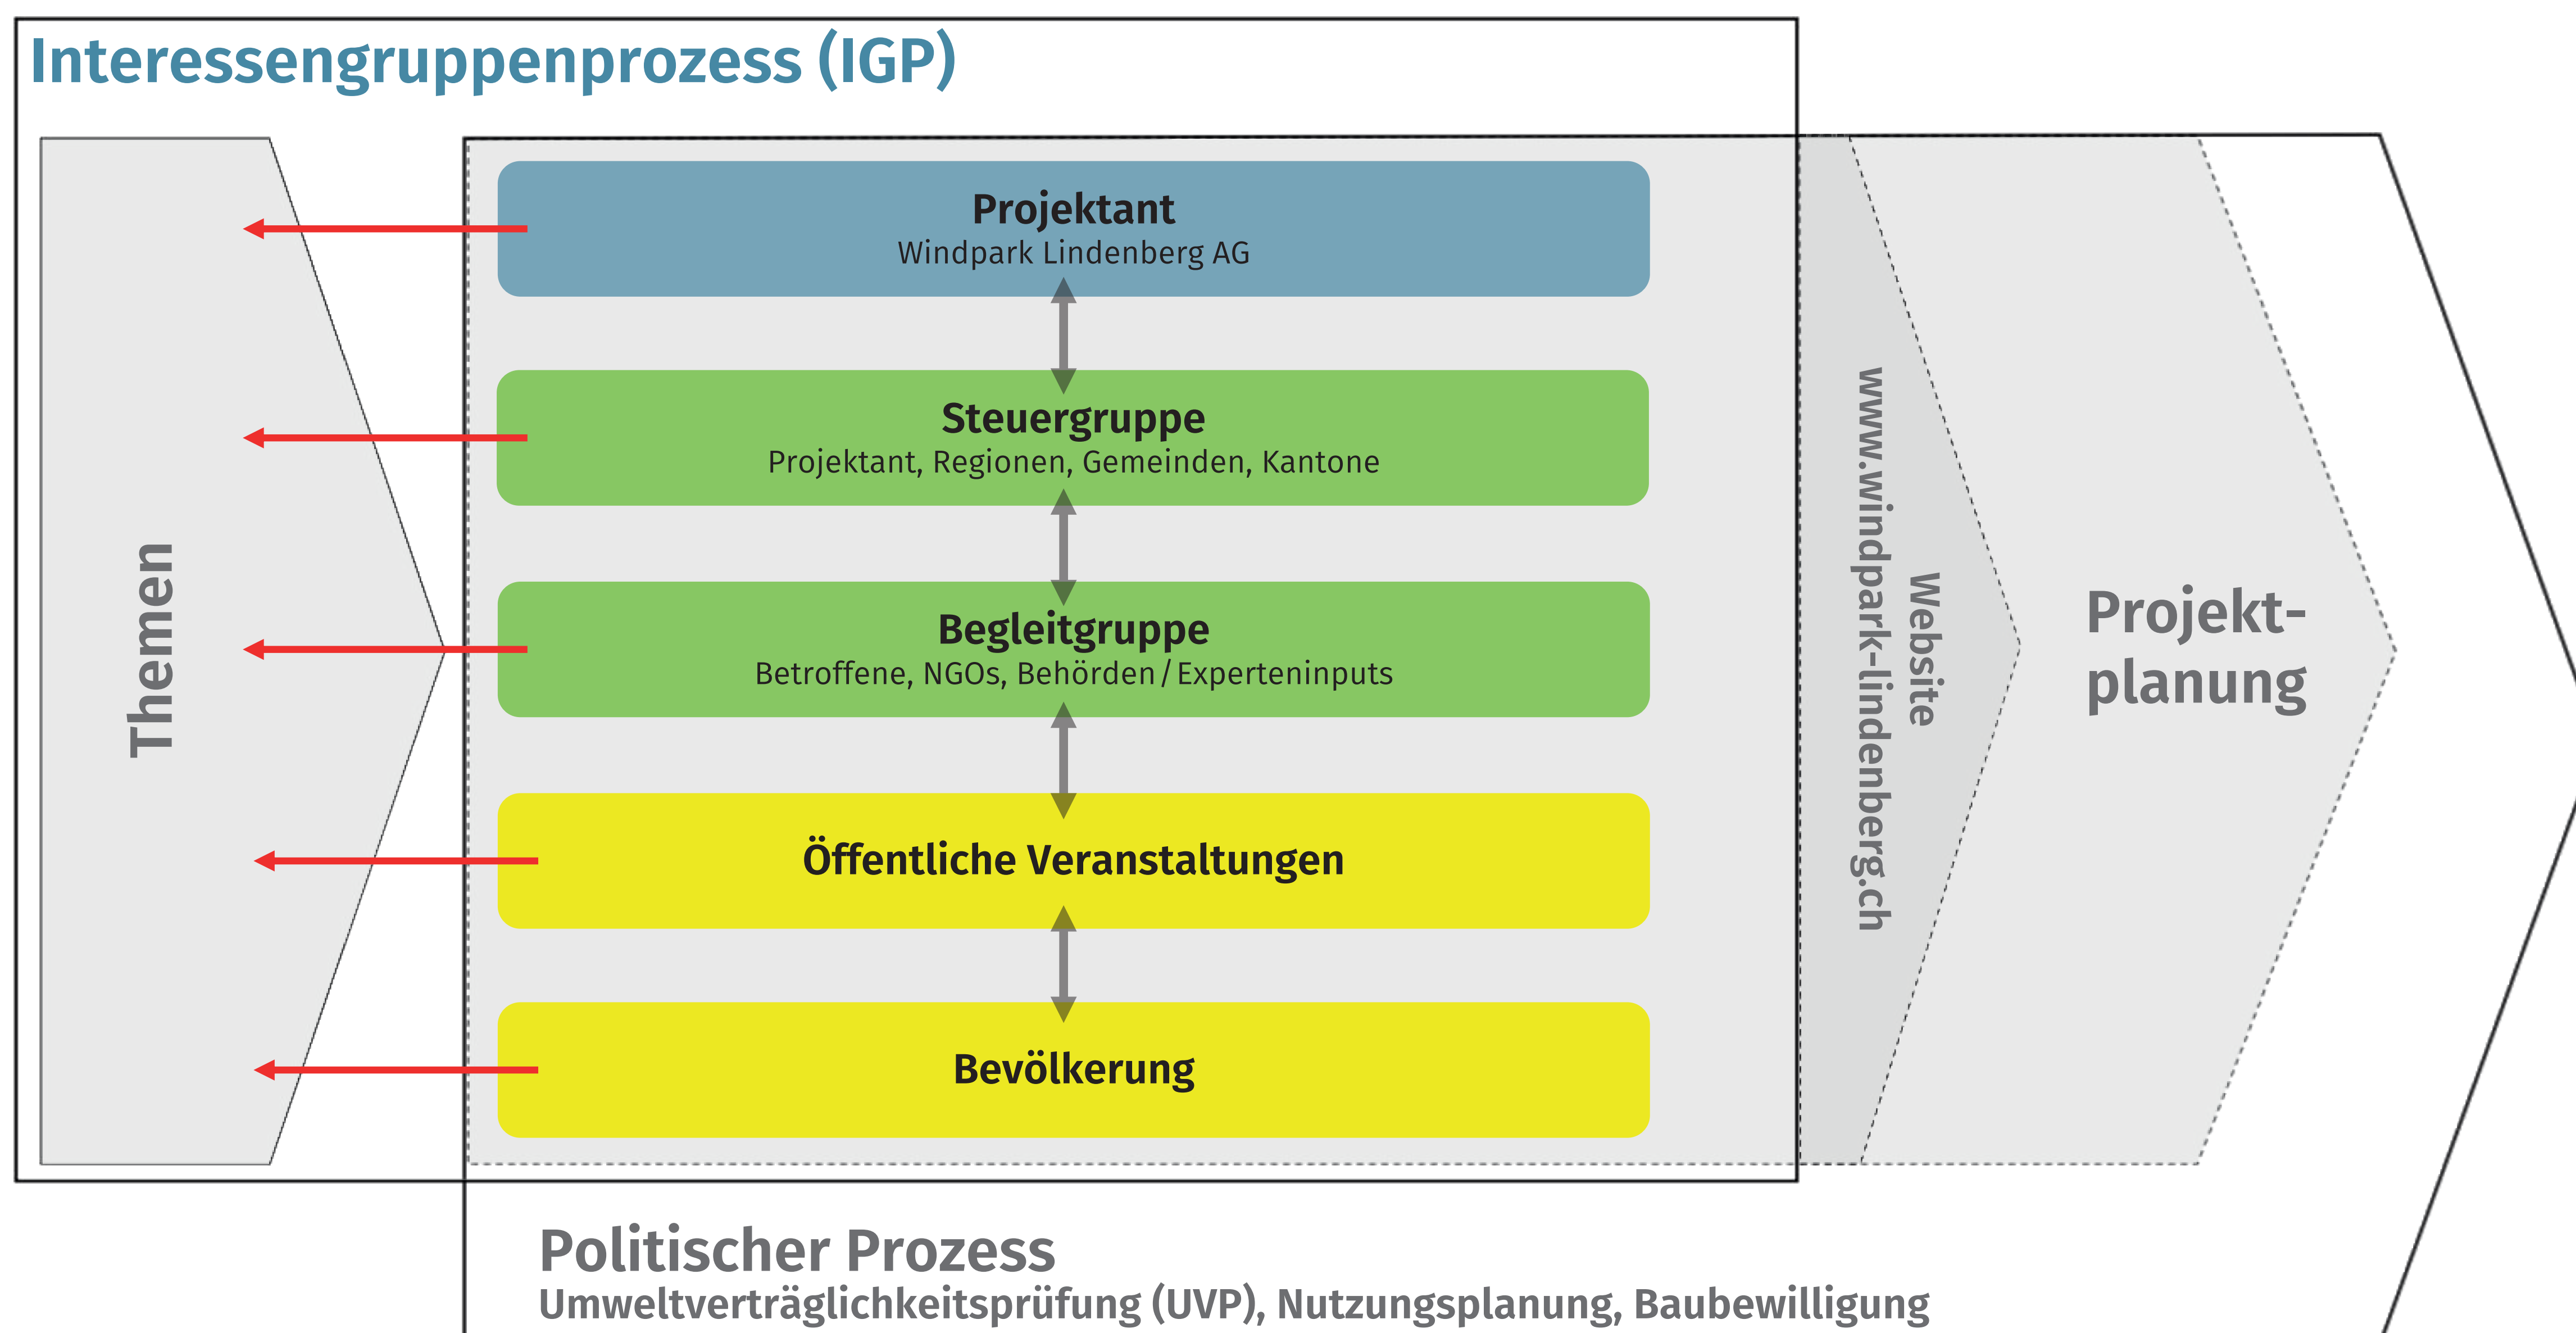 Interessengruppenprozess (IGP)
Themen
Projektant
Windpark Lindenberg AG
Steuergruppe
Projektant, Regionen, Gemeinden, Kantone
Begleitgruppe
Betroffene, NGOs, Behörden / Experteninputs
Öffentliche Veranstaltungen
Bevölkerung
Website
www.windpark-lindenberg.ch
Projekt-
planung
Politischer Prozess
Umweltverträglichkeitsprüfung (UVP), Nutzungsplanung, Baubewilligung